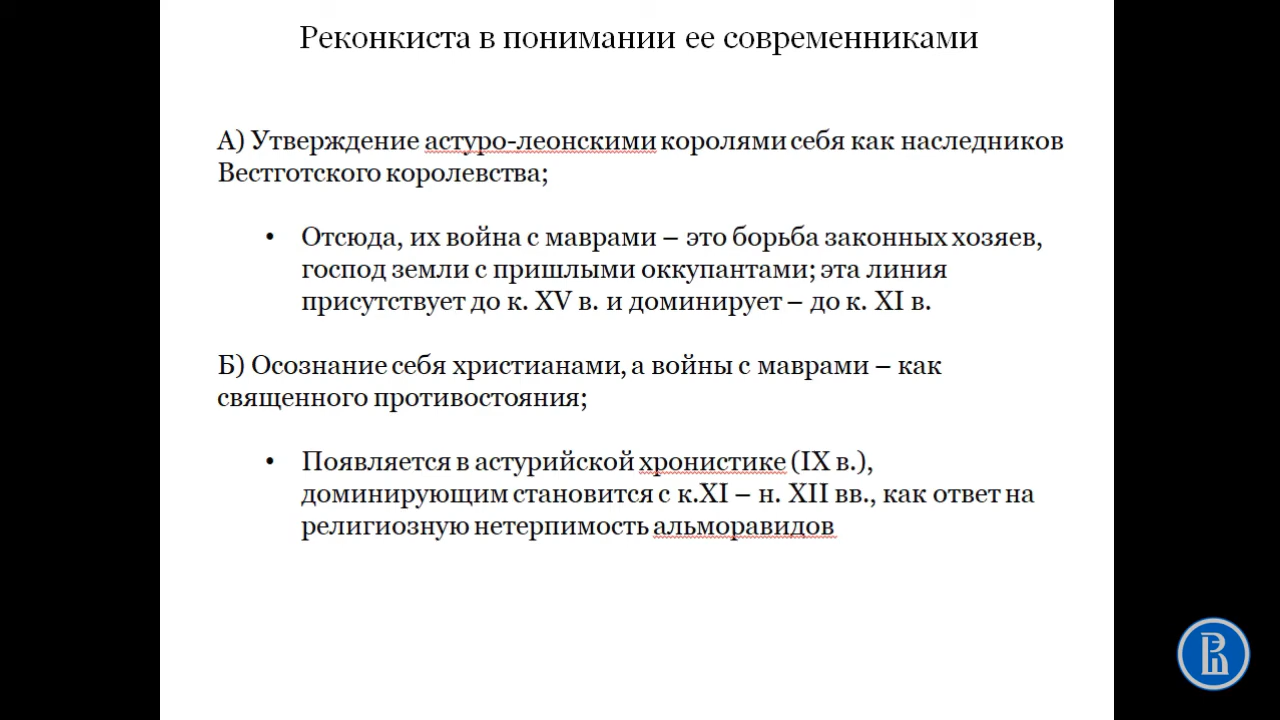 Реконкиста в понимании ее современниками
А) Утверждение астуро-леонскими королями себя как наследников
Вестготского королевства;
• Отсюда, их война с маврами – это борьба законных хозяев,
господ земли с пришлыми оккупантами; эта линия
присутствует до к. XV в. и доминирует – до к. XI в.
Б) Осознание себя христианами, а войны с маврами – как
священного противостояния;
• Появляется в астурийской хронистике (IX в.),
доминирующим становится с к.XI – н. XII вв., как ответ на
религиозную нетерпимость альморавидов